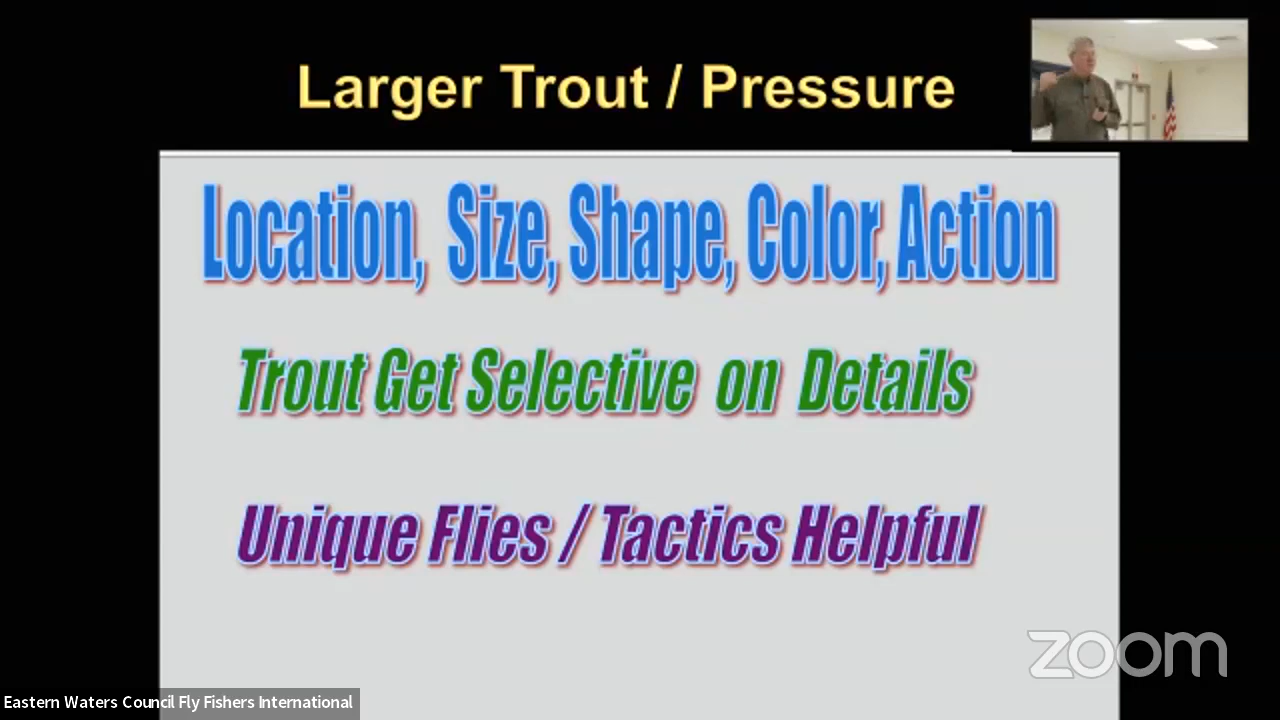 Larger Trout / Pressure
Location, Size, Shape, Color, Action
Trout Get Selective on Details
Unique Flies / Tactics Helpful
zoom
Eastern Waters Council Fly Fishers International